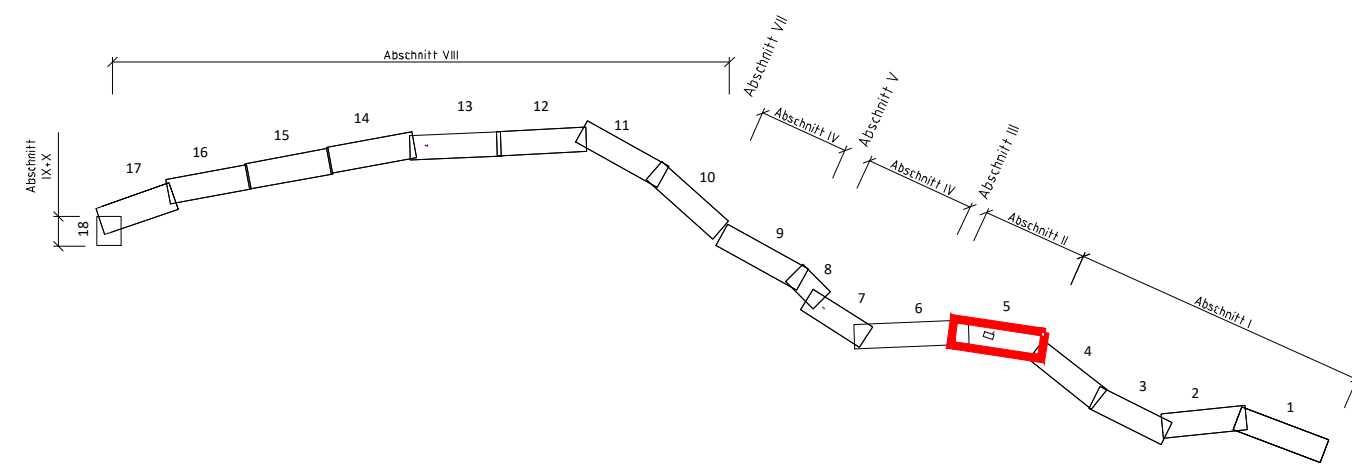 Abschnitt VIII
Abschnitt VII
Abschnitt IV
Abschnitt V
Abschnitt IV
Abschnitt III
Abschnitt II
Abschnitt I
Abschnitt
IX+X
18
17
16
15
14
13
12
11
10
9
8
7
6
5
4
3
2
1